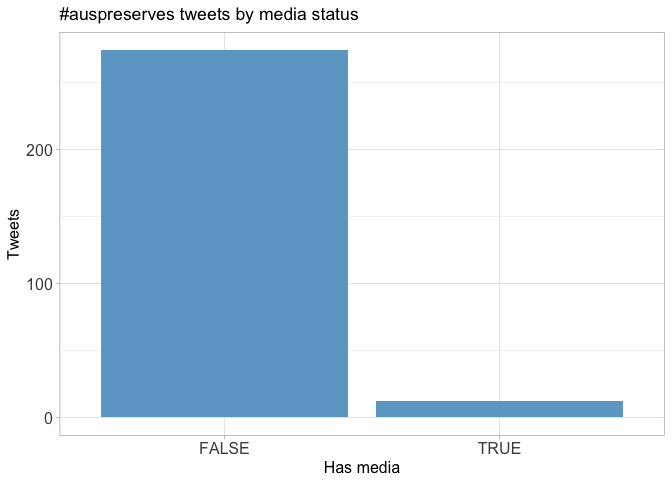 #auspreserves tweets by media status
Tweets
200
100
0
FALSE
TRUE
Has media